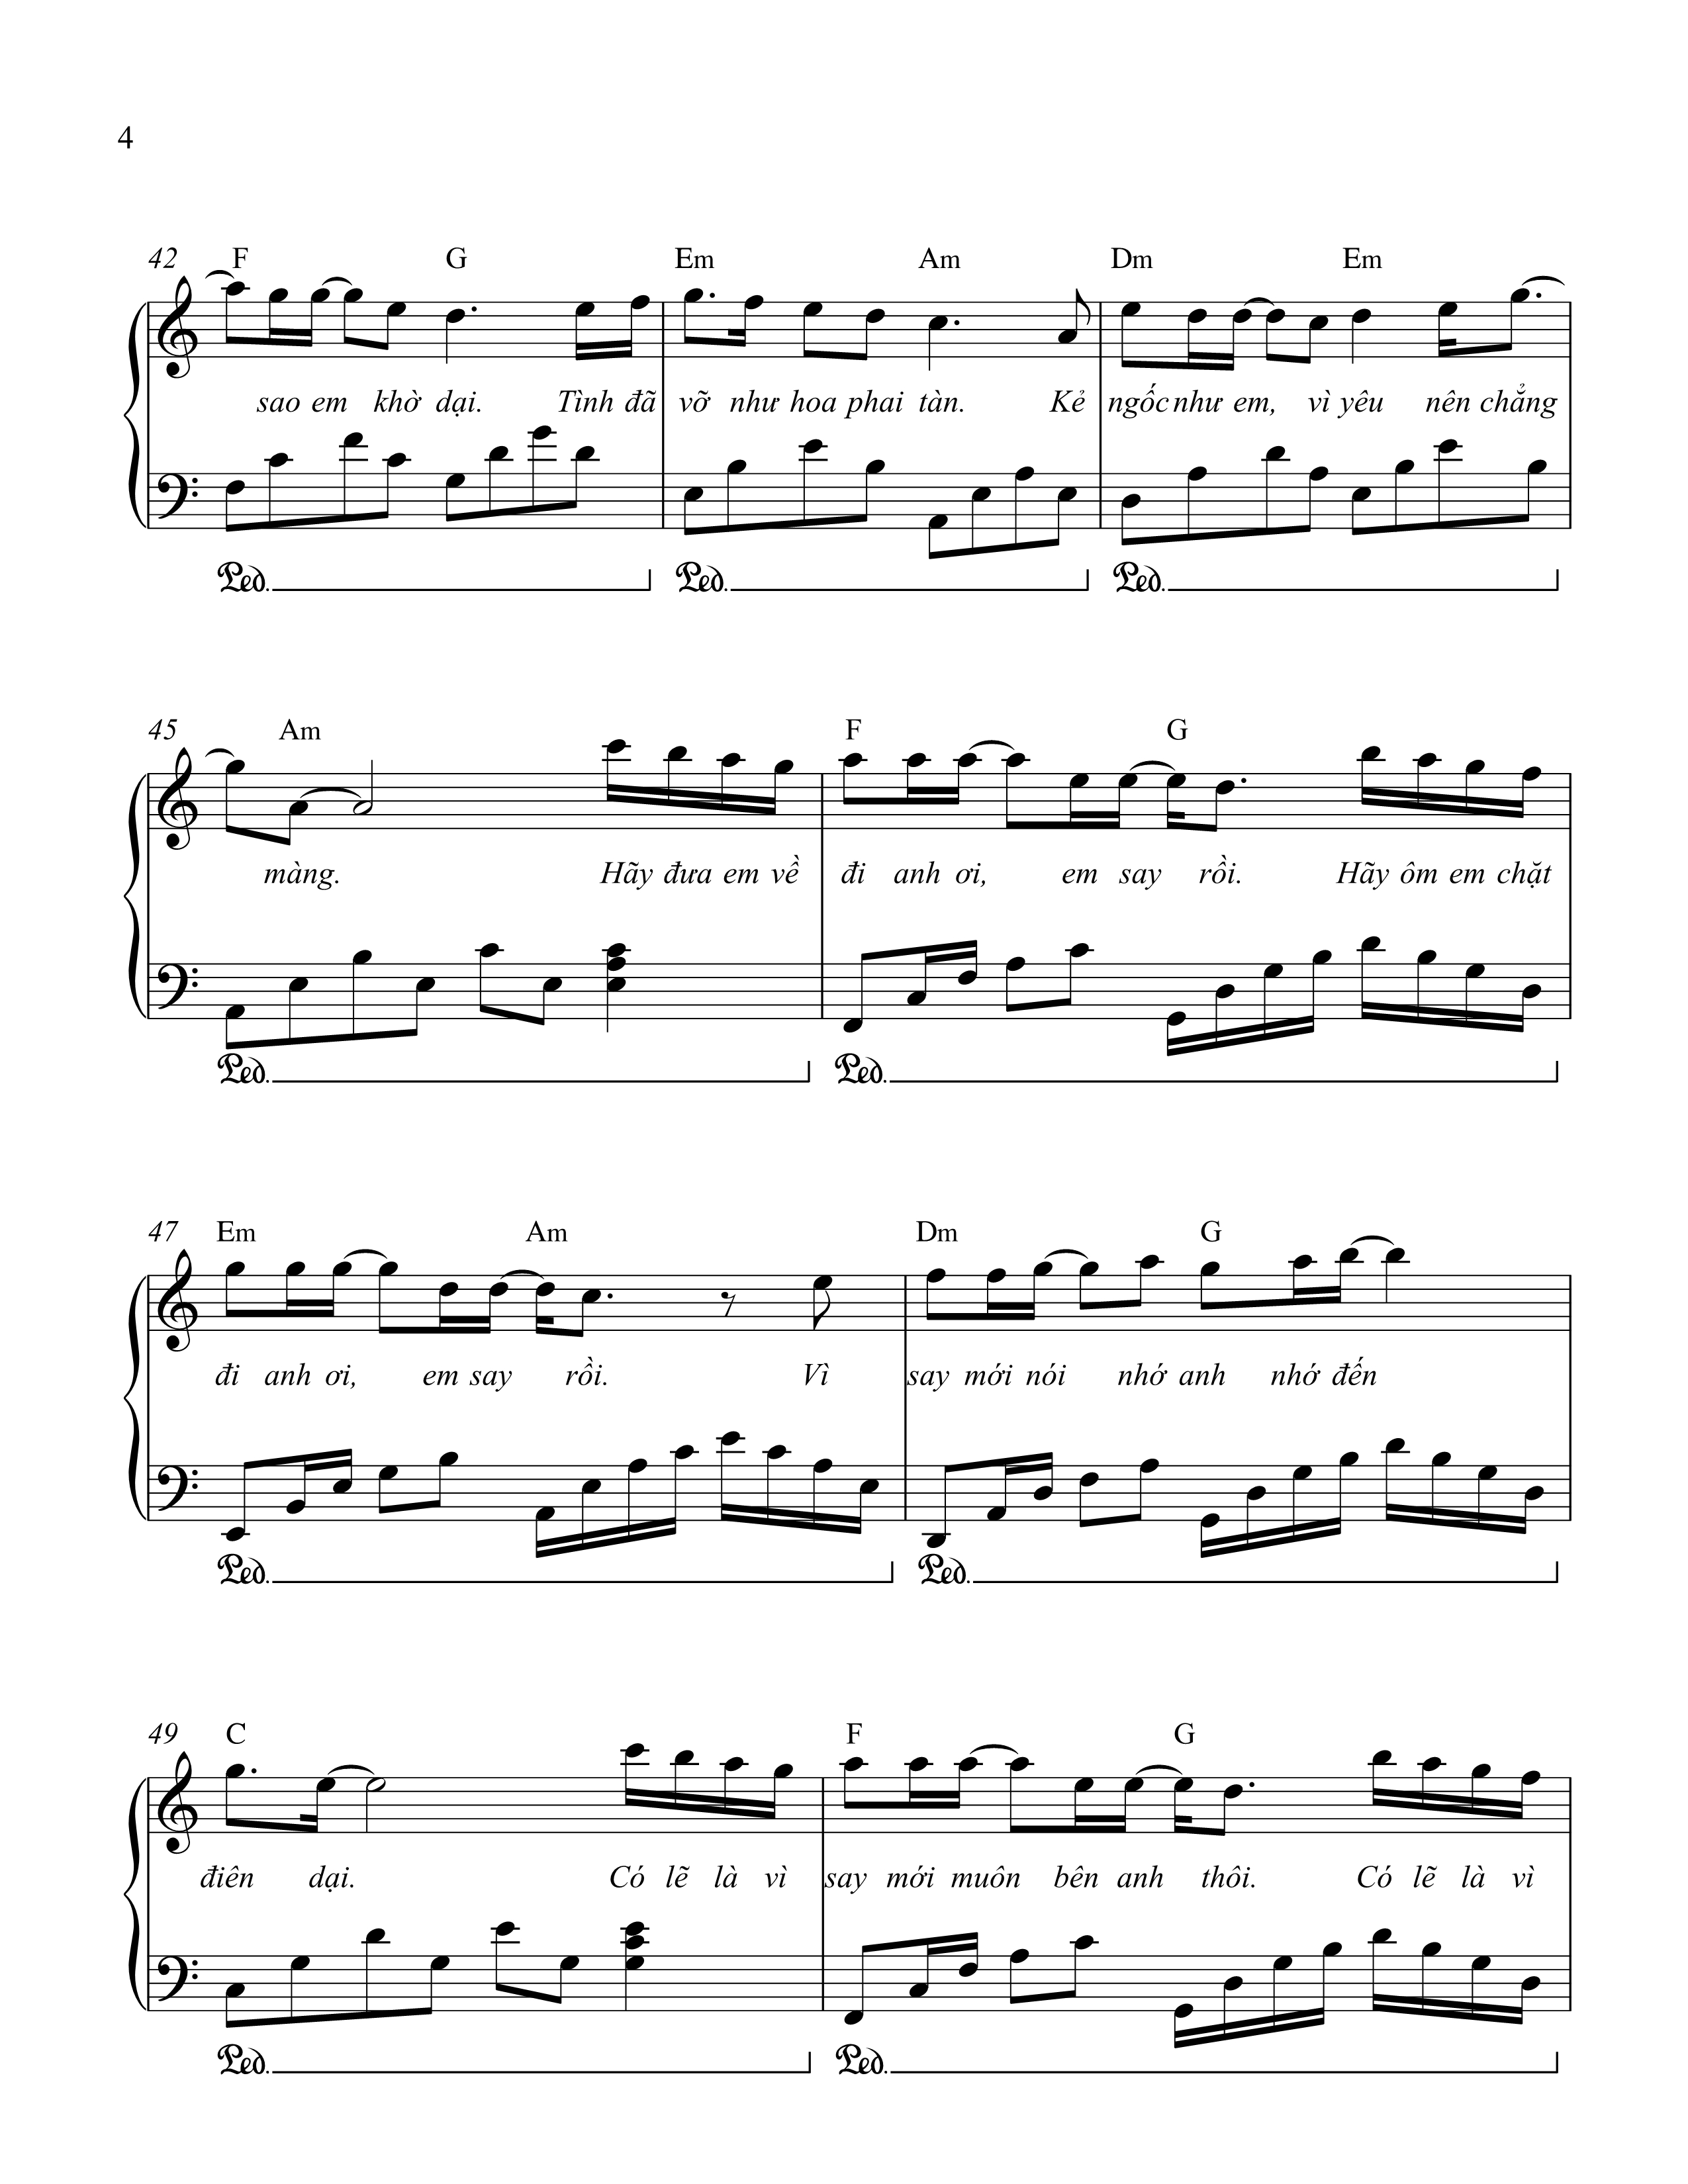 4
42 F G Em Am Dm Em
sao em khờ dại. Tình đã vỡ như hoa phai tàn. Kẻ ngốc như em, vì yêu nên chẳng
Ped. Ped. Ped.
45 Am F G
màng. Hãy đưa em về đi anh ơi, em say rồi. Hãy ôm em chặt
Ped. Ped.
47 Em Am Dm G
đi anh ơi, em say rồi. Vì say mới nói nhớ anh nhớ đến
Ped. Ped.
49 C F G
điên dại. Có lẽ là vì say mới muôn bên anh thôi. Có lẽ là vì
Ped. Ped.